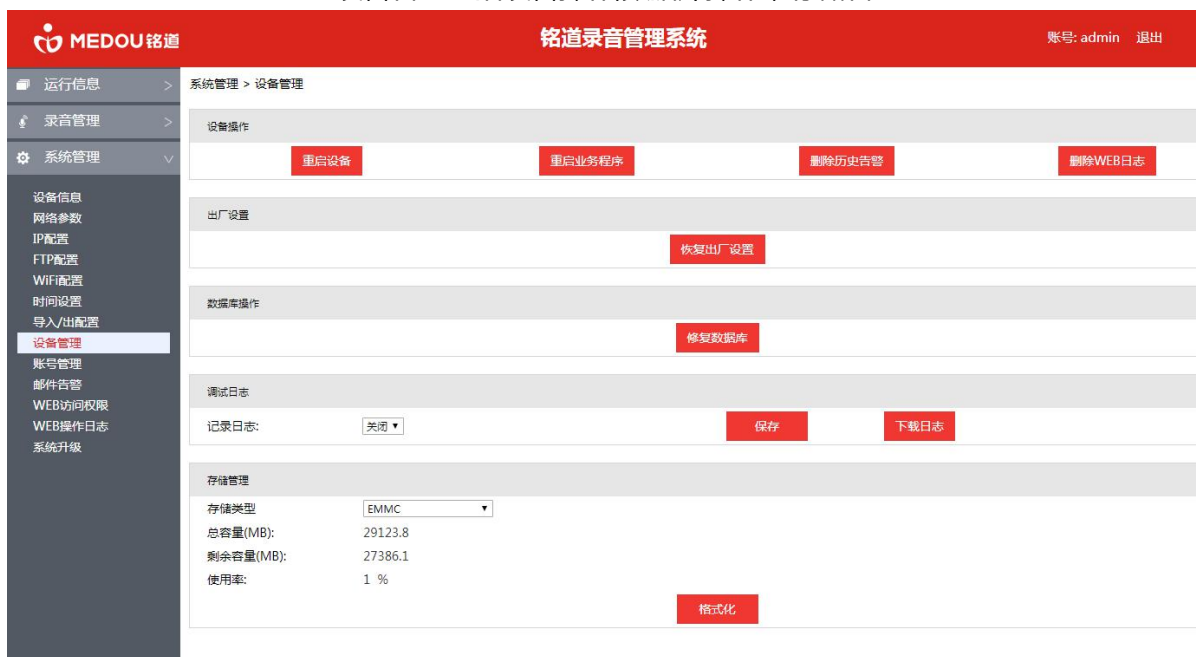 MEDOU铭道
铭道录音管理系统
账号: admin 退出
运行信息 >
录音管理 >
系统管理 ∨
设备信息
网络参数
IP配置
FTP配置
WiFi配置
时间设置
导入/出配置
设备管理
账号管理
邮件告警
WEB访问权限
WEB操作日志
系统升级
系统管理 > 设备管理
设备操作
重启设备 重启业务程序 删除历史告警 删除WEB日志
出厂设置
恢复出厂设置
数据库操作
修复数据库
调试日志
记录日志: 关闭 保存 下载日志
存储管理
存储类型 EMMC
总容量(MB): 29123.8
剩余容量(MB): 27386.1
使用率: 1 %
格式化